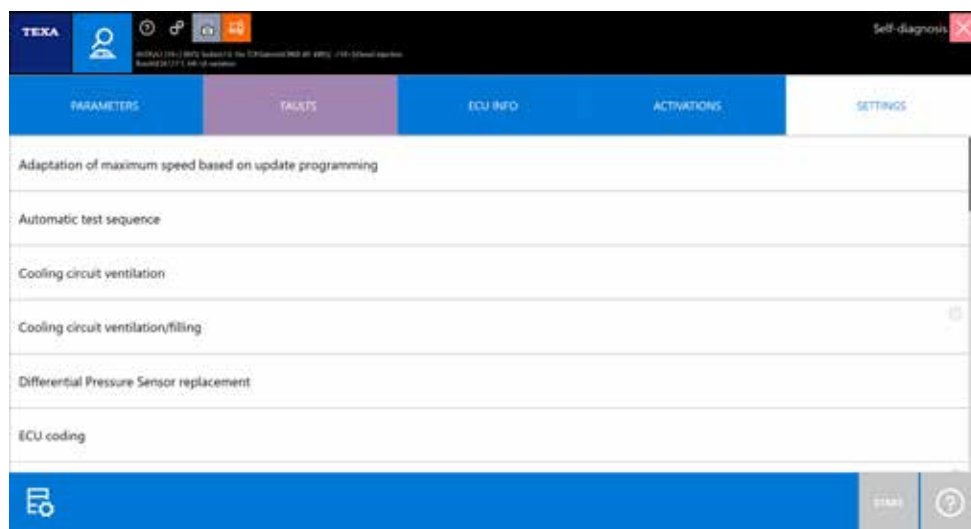 TEXA
Self-diagnosis
PARAMETERS
FAULTS
ECU INFO
ACTIVATIONS
SETTINGS
Adaptation of maximum speed based on update programming
Automatic test sequence
Cooling circuit ventilation
Cooling circuit ventilation/filling
Differential Pressure Sensor replacement
ECU coding
START